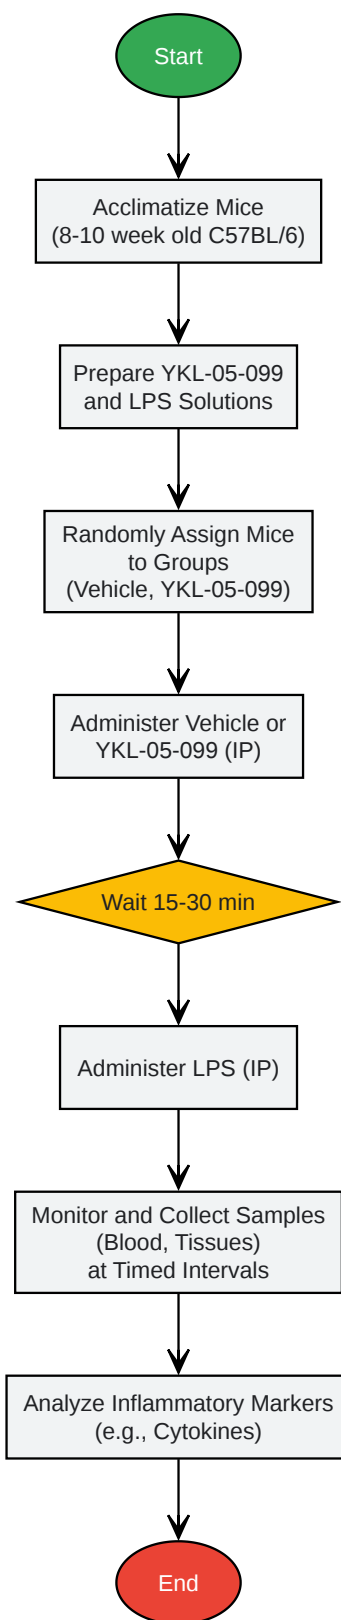 Start
Acclimatize Mice
(8-10 week old C57BL/6)
Prepare YKL-05-099
and LPS Solutions
Randomly Assign Mice
to Groups
(Vehicle, YKL-05-099)
Administer Vehicle or
YKL-05-099 (IP)
Wait 15-30 min
Administer LPS (IP)
Monitor and Collect Samples
(Blood, Tissues)
at Timed Intervals
Analyze Inflammatory Markers
(e.g., Cytokines)
End